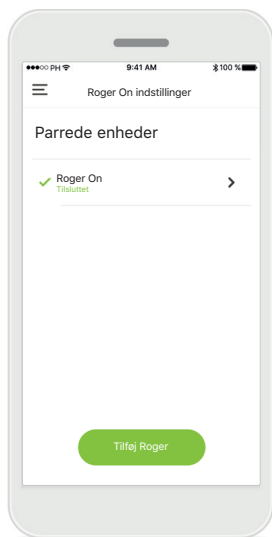 ●●●○○ PH 9:41 AM 100 %
Roger On indstillinger
Parrede enheder
Roger On
Tilsluttet
Tilføj Roger